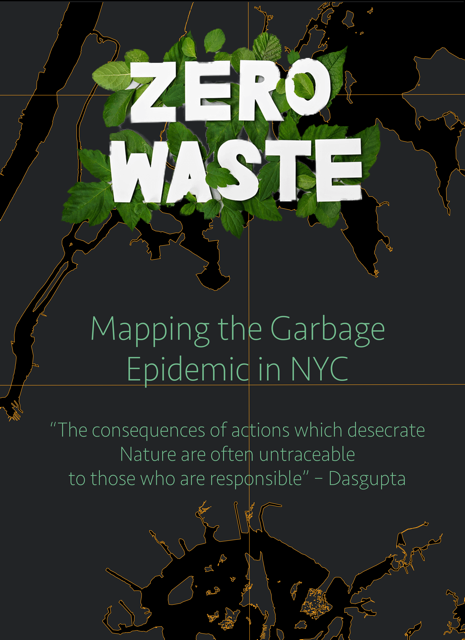 ZERO
WASTE
Mapping the Garbage
Epidemic in NYC
“The consequences of actions which desecrate
Nature are often untraceable
to those who are responsible” – Dasgupta